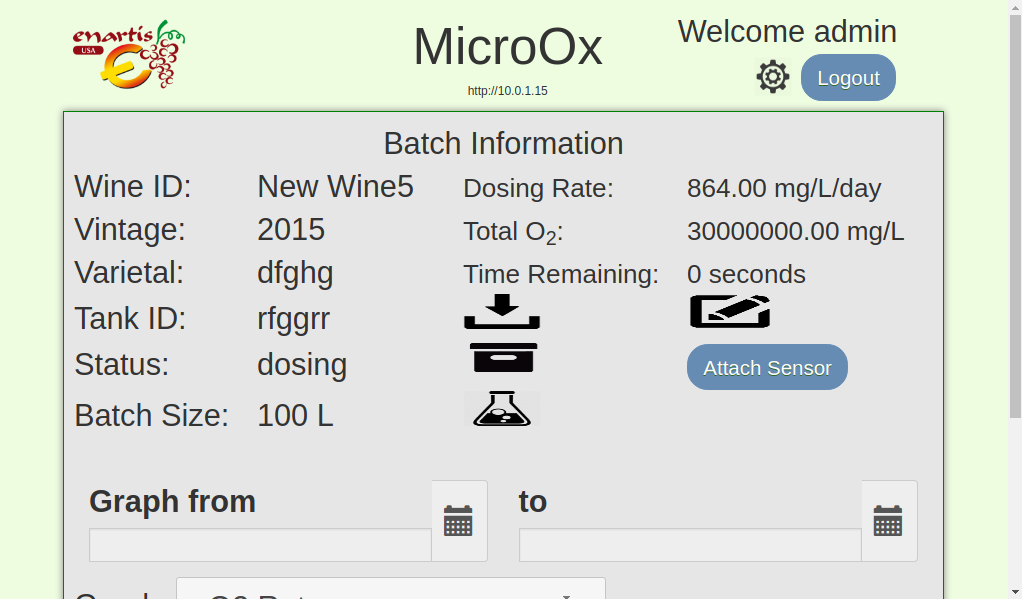 enartis
USA
MicroOx
http://10.0.1.15
Welcome admin
Logout
Batch Information
Wine ID: New Wine5 Dosing Rate: 864.00 mg/L/day
Vintage: 2015 Total O2: 30000000.00 mg/L
Varietal: dfghg Time Remaining: 0 seconds
Tank ID: rfggrr
Status: dosing Attach Sensor
Batch Size: 100 L
Graph from to